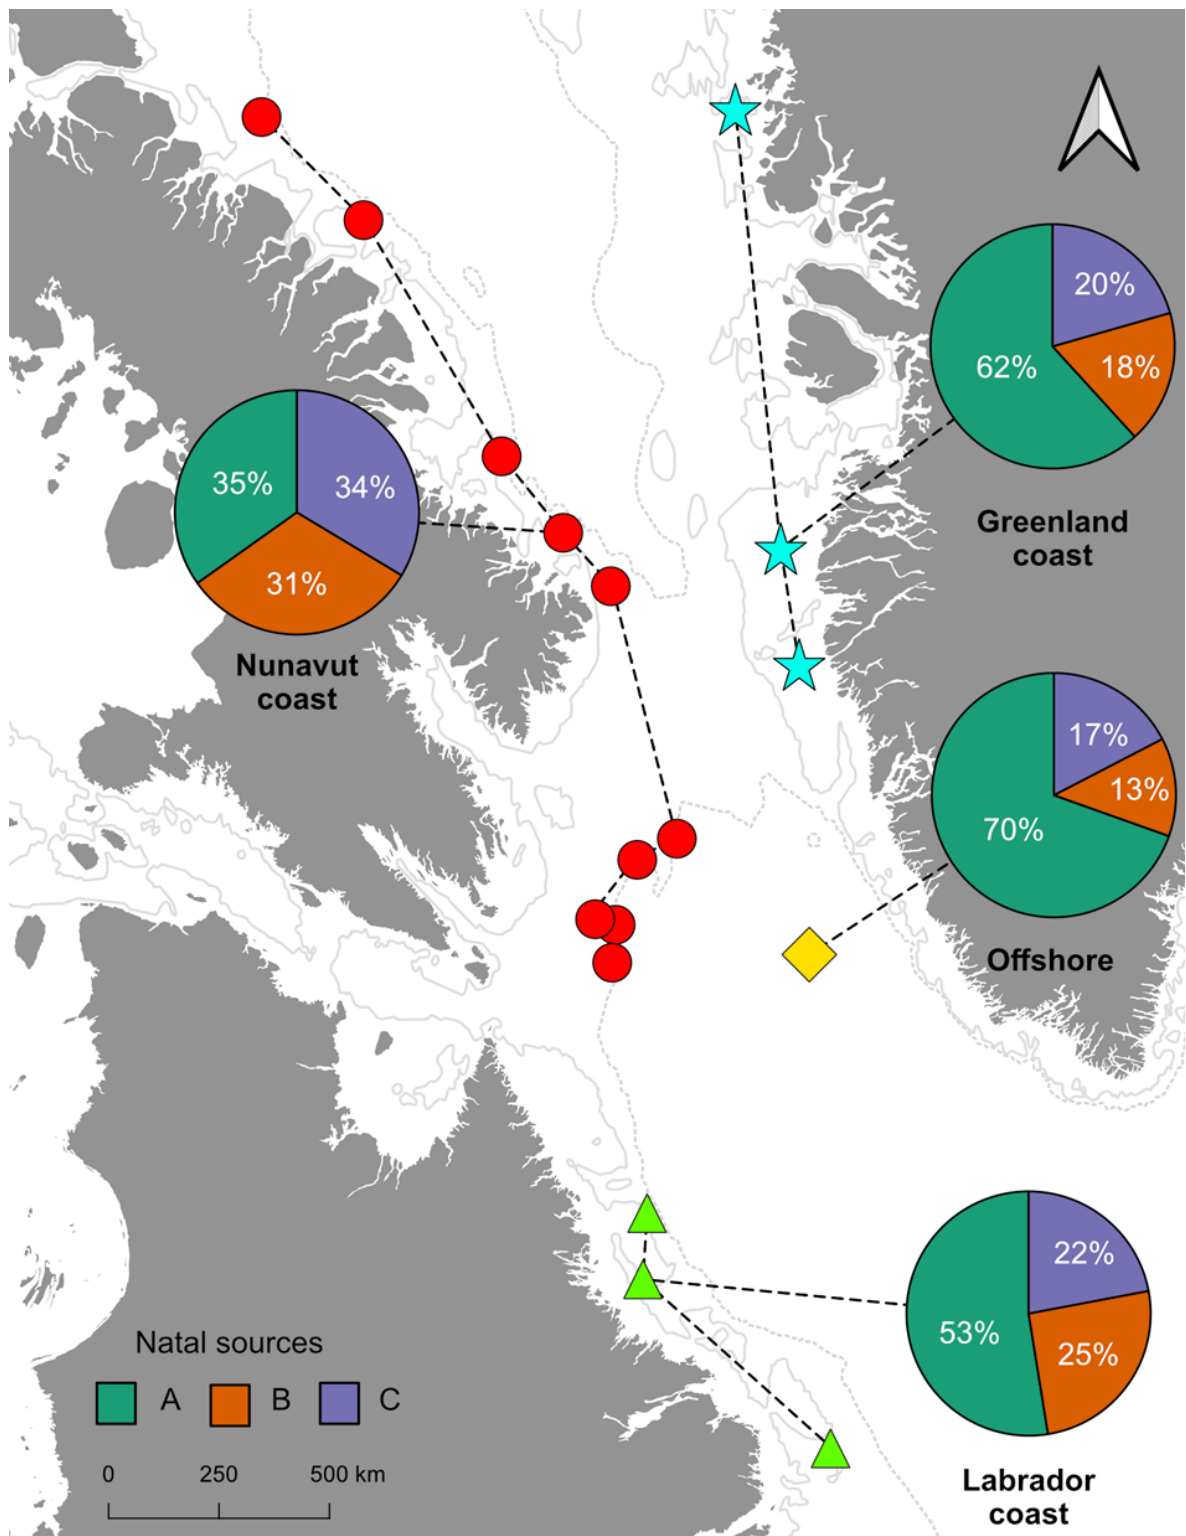 20%
62%
18%
Greenland
coast
35%
34%
31%
Nunavut
coast
17%
13%
70%
Offshore
22%
53%
25%
Labrador
coast
Natal sources
A B C
0 250 500 km